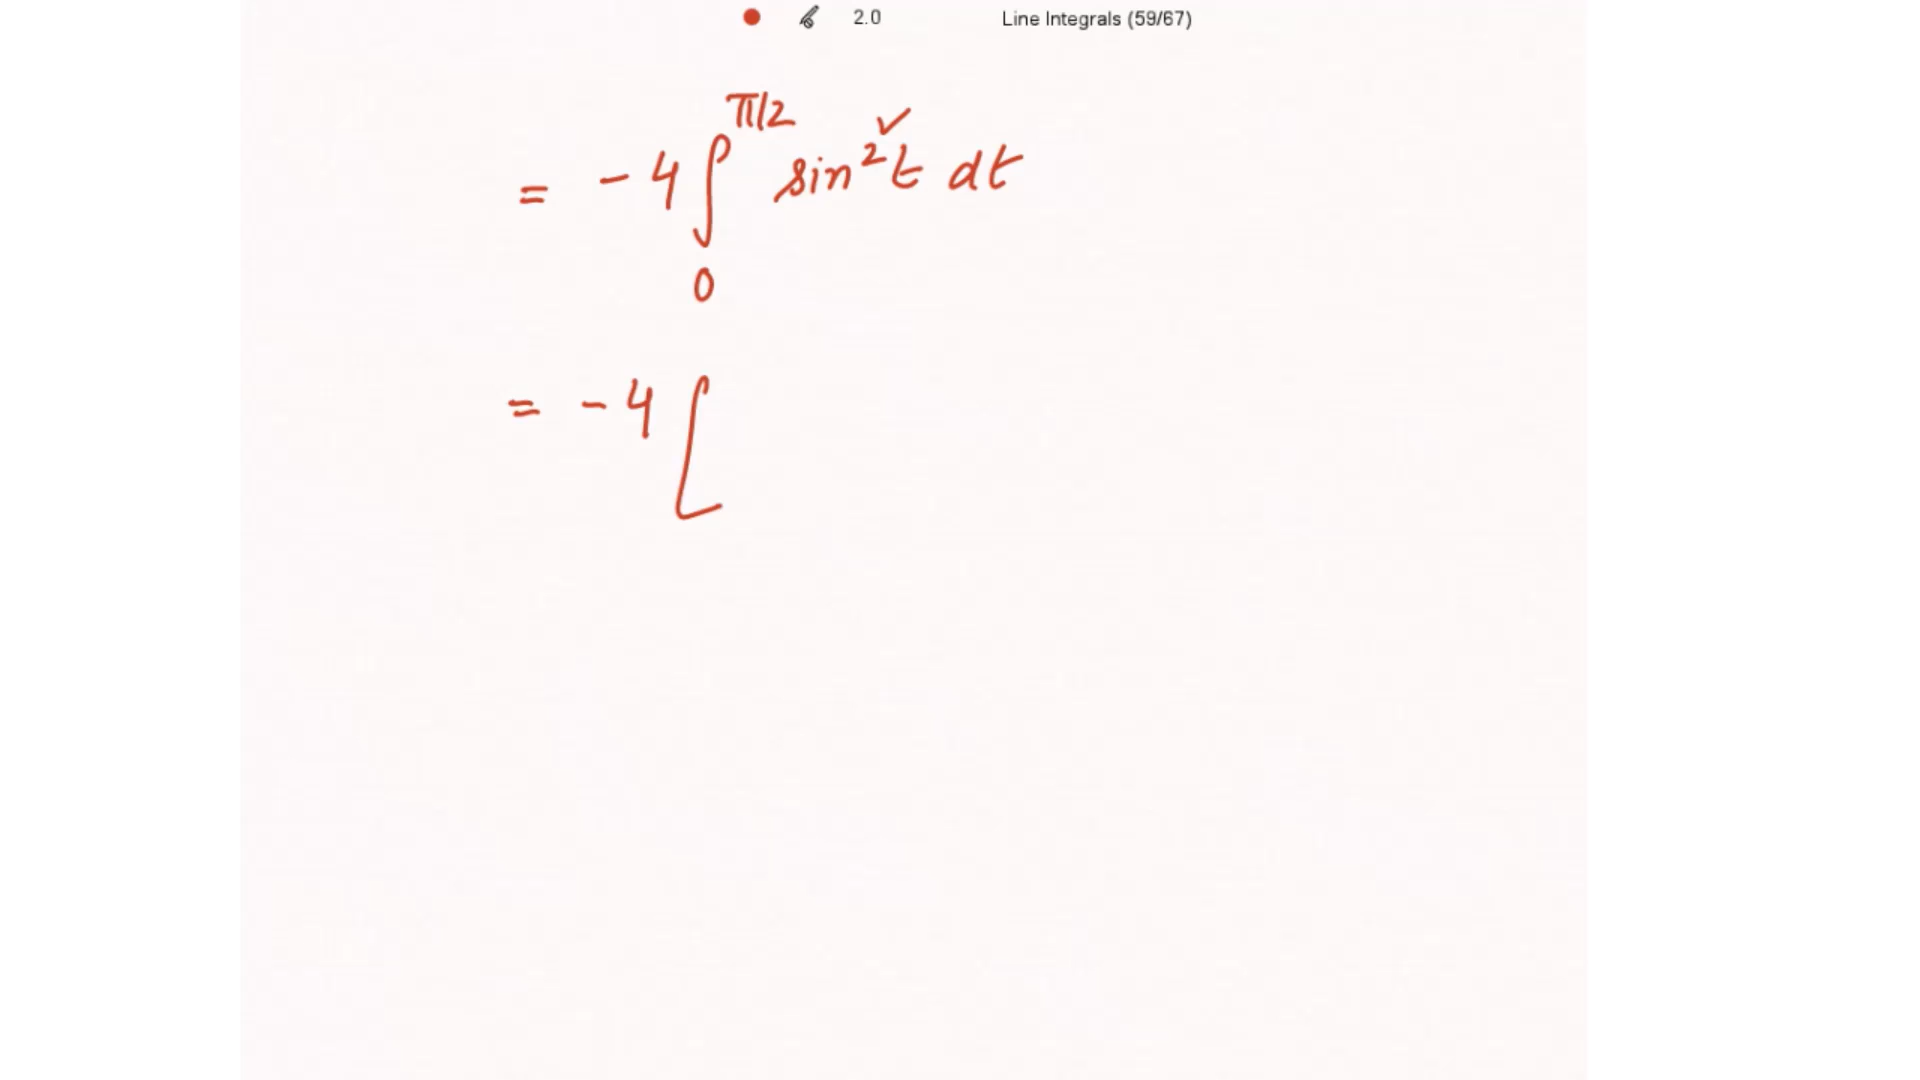 2.0 Line Integrals (59/67)
= -4 ∫₀^π/2 sin²t dt
= -4 [